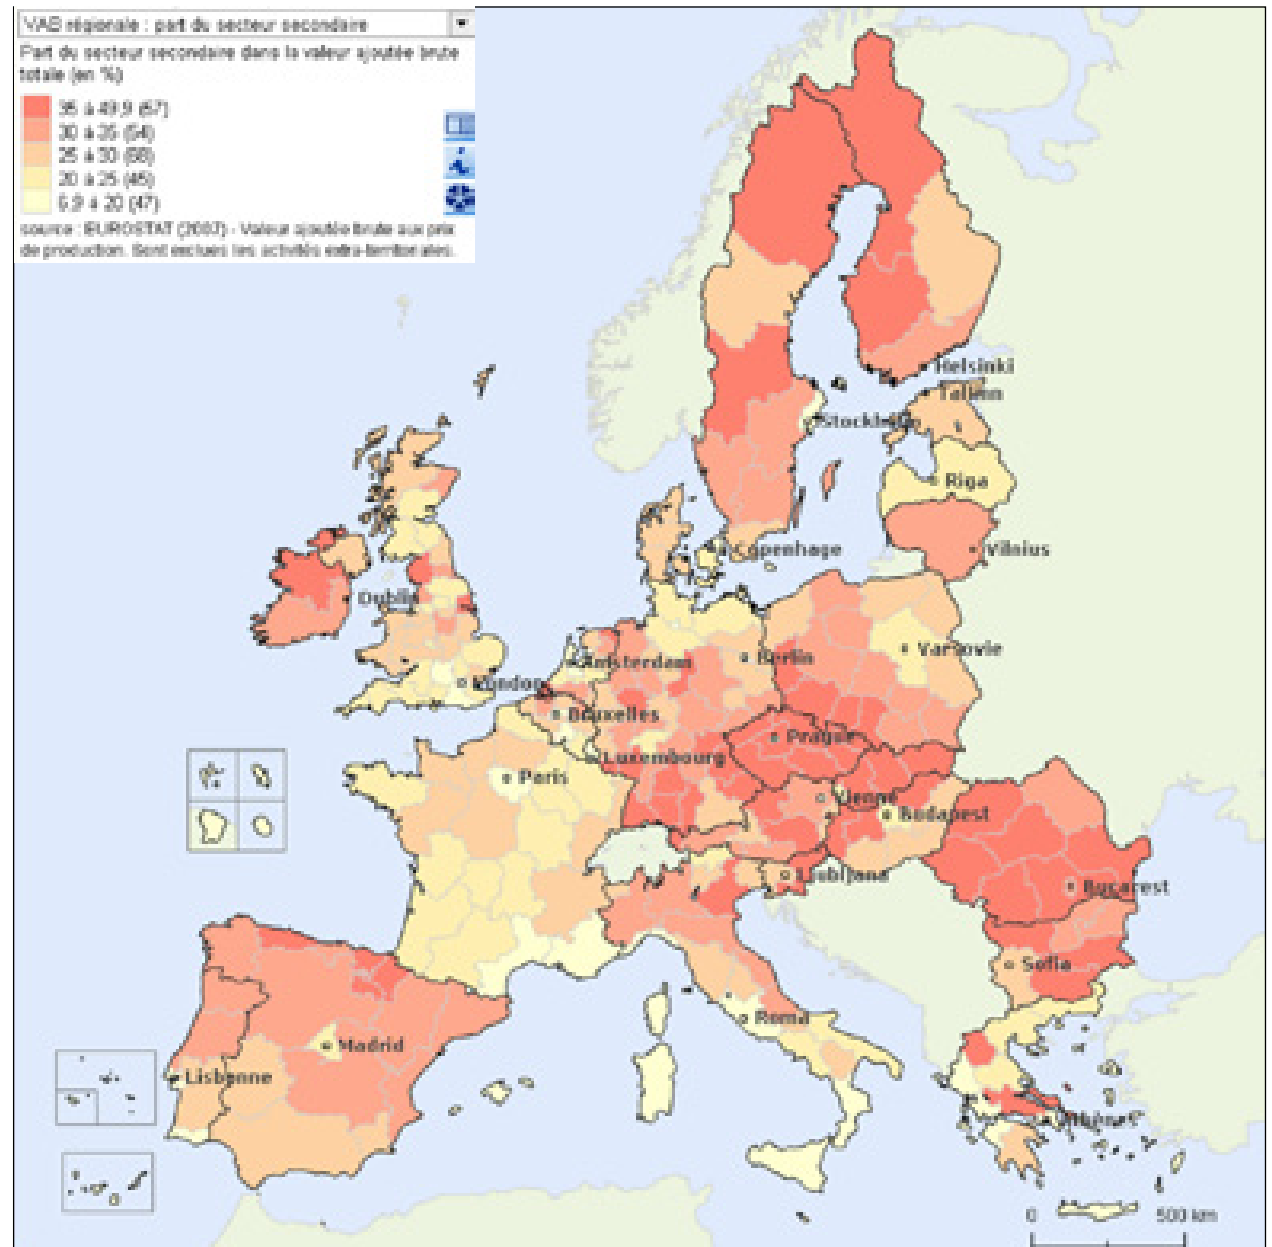 VAB régionale : part du secteur secondaire
Part du secteur secondaire dans la valeur ajoutée brute
totale (en %)
35 à 49,9 (67)
30 à 35 (54)
25 à 30 (68)
20 à 25 (45)
6,9 à 20 (47)
source : EUROSTAT (2007) - Valeur ajoutée brute aux prix
de production. Sont exclues les activités extra-territoriales.
Helsinki
Tallinn
Stockholm
Riga
Copenhage
Vilnius
Dublin
Varsovie
Amsterdam
Berlin
London
Bruxelles
Prague
Luxembourg
Paris
Vienne
Budapest
Ljubljana
Bucarest
Sofia
Roma
Madrid
Lisbonne
Athènes
0 500 km